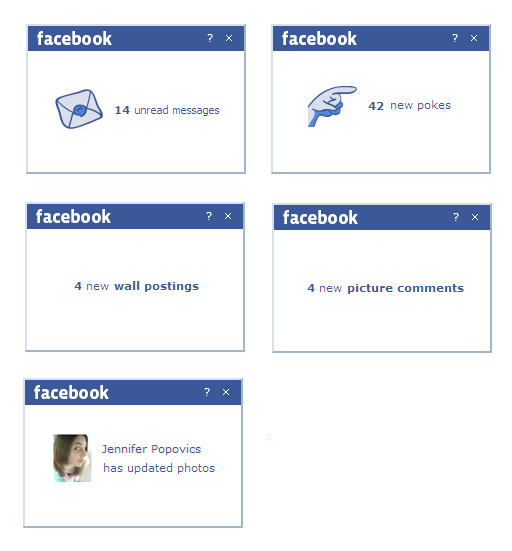 facebook ? ×
14 unread messages
facebook ? ×
42 new pokes
facebook ? ×
4 new wall postings
facebook ? ×
4 new picture comments
facebook ? ×
Jennifer Popovics
has updated photos
A